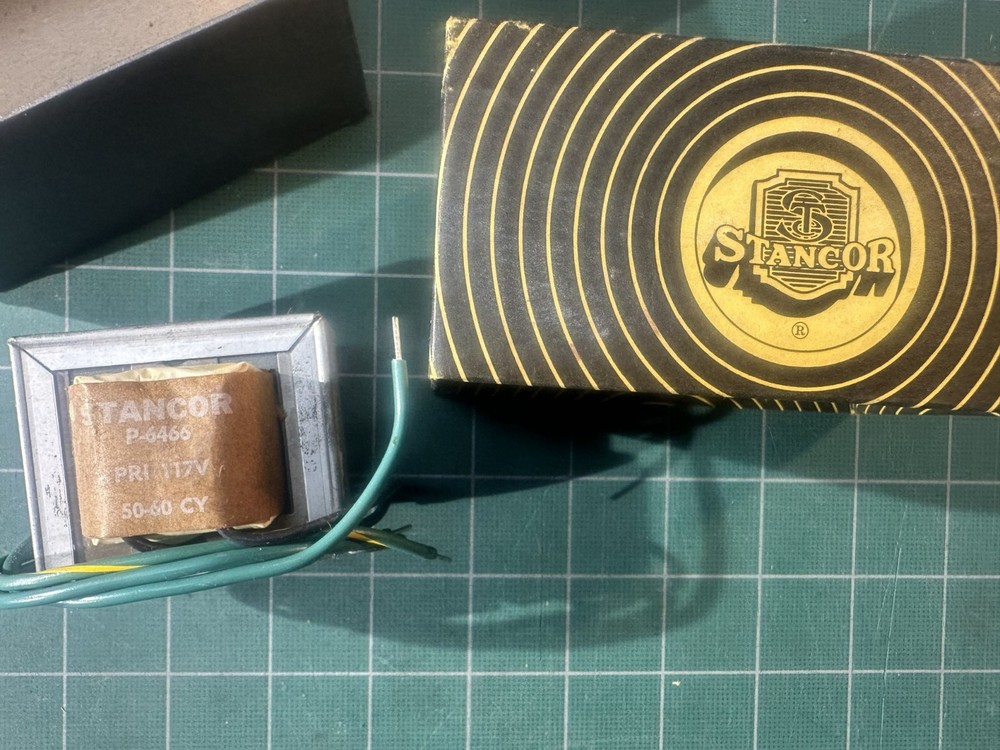 STANCOR
®
STANCOR
P-6466
PRI 117V
50-60 CY